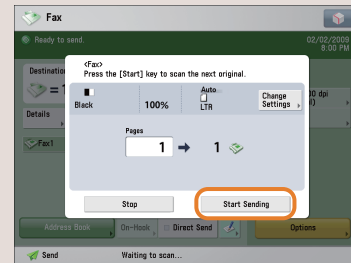 Fax
Ready to send.
02/02/2009
8:00 PM
Destination
<Fax>
Press the [Start] key to scan the next original.
Black
100%
Auto
LTR
Change
Settings
Details
Fax1
Pages
1
1
Stop
Start Sending
Address Book
On-Hook
Direct Send
Options
Send
Waiting to scan...